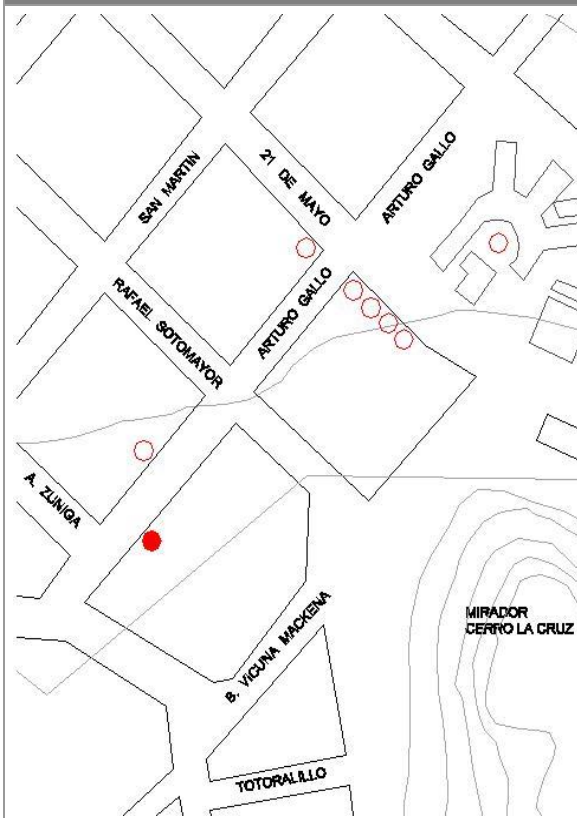 SAN MARTIN
21 DE MAYO
ARTURO GALLO
ARTURO GALLO
RAFAEL SOTOMAYOR
A. ZUNIGA
B. VICUNA MACKENA
MIRADOR
CERRO LA CRUZ
TOTORALILLO